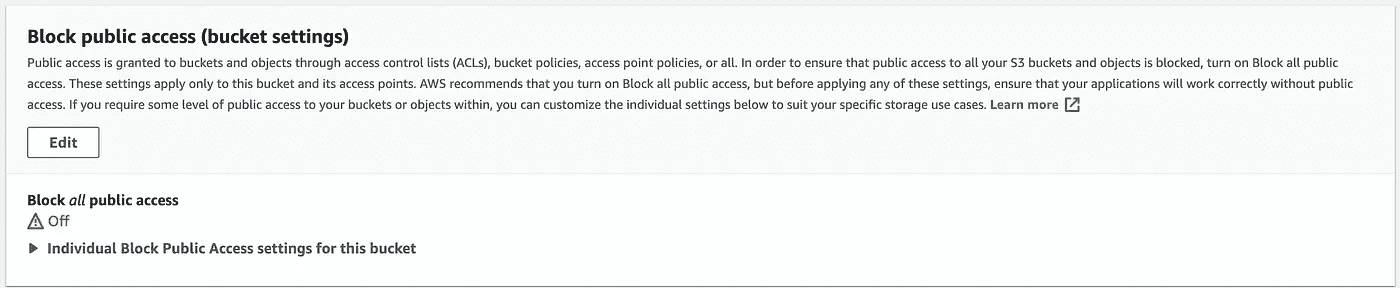 Block public access (bucket settings)
Public access is granted to buckets and objects through access control lists (ACLs), bucket policies, access point policies, or all. In order to ensure that public access to all your S3 buckets and objects is blocked, turn on Block all public
access. These settings apply only to this bucket and its access points. AWS recommends that you turn on Block all public access, but before applying any of these settings, ensure that your applications will work correctly without public
access. If you require some level of public access to your buckets or objects within, you can customize the individual settings below to suit your specific storage use cases. Learn more
Edit
Block all public access
Off
Individual Block Public Access settings for this bucket